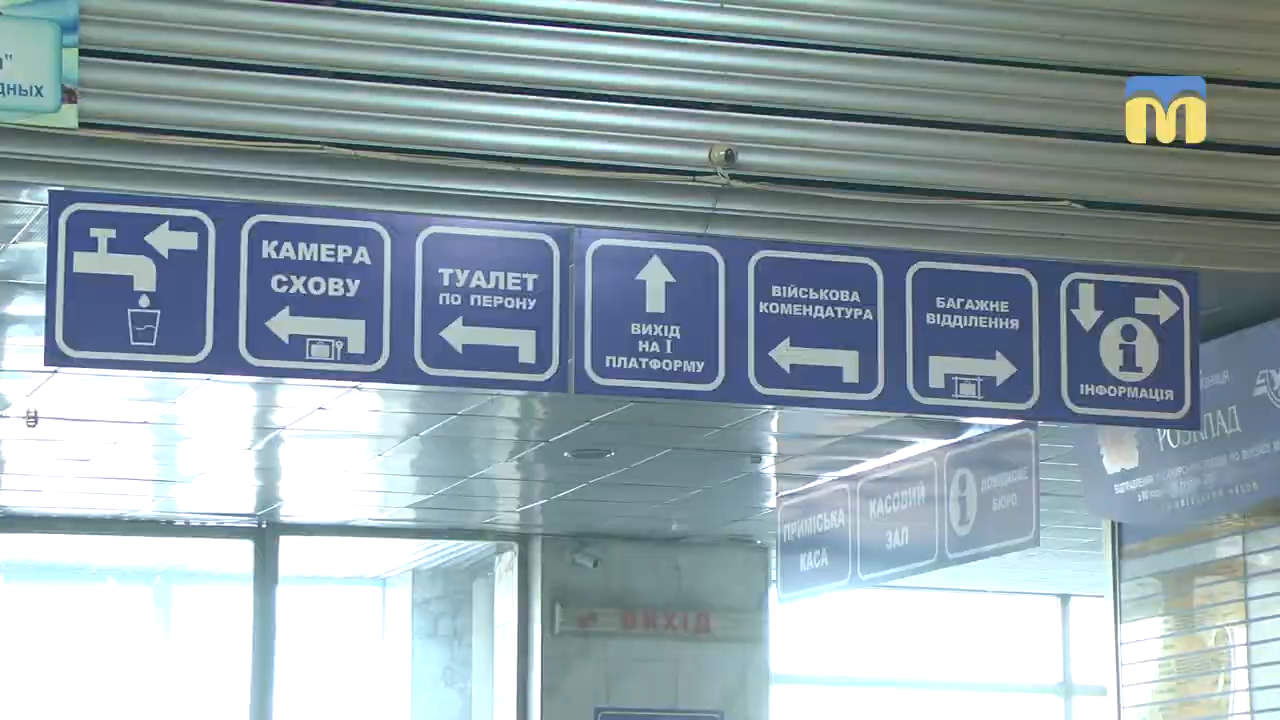 дных
КАМЕРА
СХОВУ
ТУАЛЕТ
ПО ПЕРОНУ
ВИХІД
НА І
ПЛАТФОРМУ
ВІЙСЬКОВА
КОМЕНДАТУРА
БАГАЖНЕ
ВІДДІЛЕННЯ
ІНФОРМАЦІЯ
ПРИМІСЬКА
КАСА
КАСОВИЙ
ЗАЛ
ДОВІДКОВЕ
БЮРО
РОЗКЛАД
ВИХІД